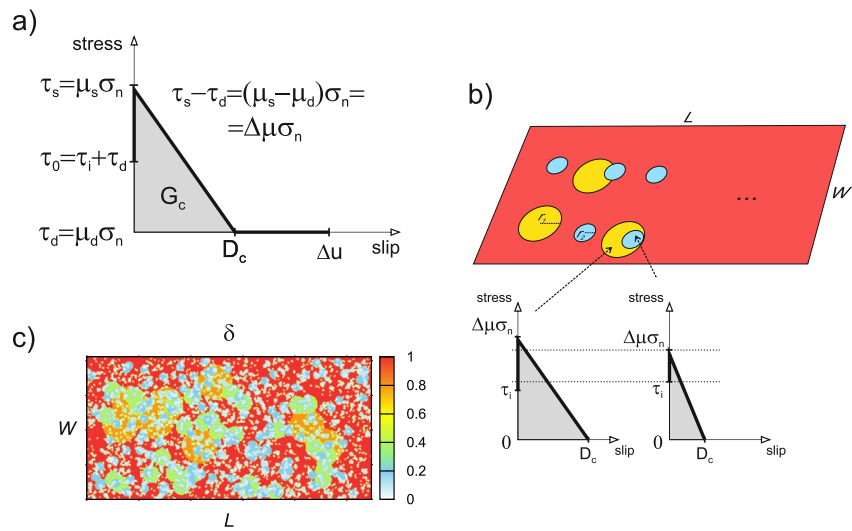 a)
stress
τs=μsσn
τs−τd=(μs−μd)σn=
=Δμσn
τ0=τi+τd
Gc
τd=μdσn
Dc
Δu
slip
b)
L
W
r1
r2
...
stress
stress
Δμσn
Δμσn
τi
τi
0
0
Dc
slip
Dc
slip
c)
δ
W
L
1
0.8
0.6
0.4
0.2
0